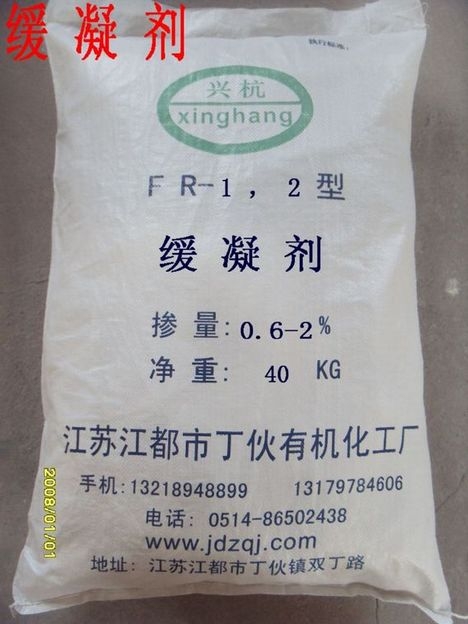 缓凝剂
执行标准:
兴杭
xinghang
FR-1，2型
缓凝剂
掺量:0.6-2%
净重: 40 KG
江苏江都市丁伙有机化工厂
手机:13218948899 13179784606
电话: 0514-86502438
www.jdzqj.com
地址: 江苏江都市丁伙镇双丁路
2008/01/01